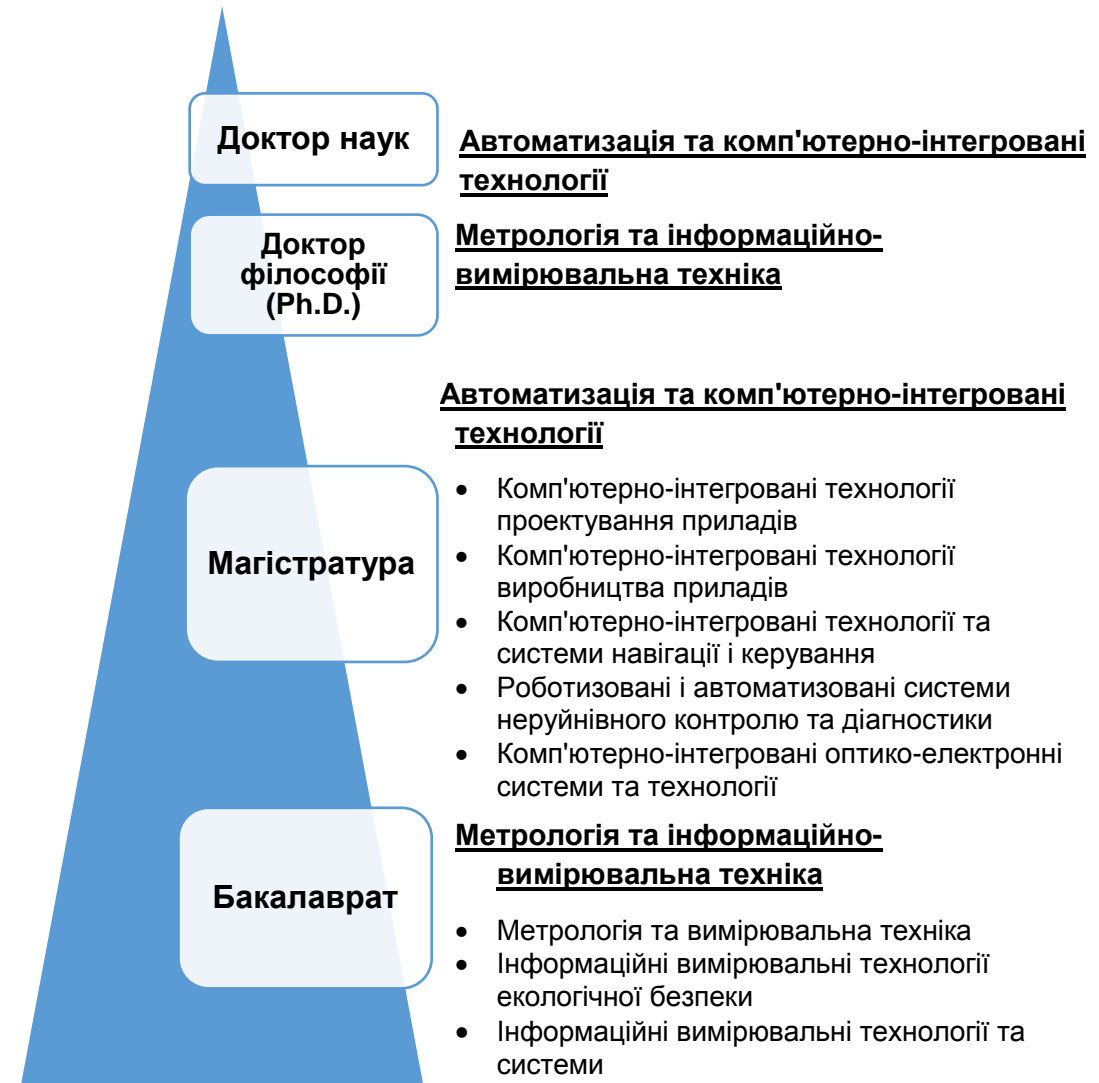 Доктор наук
Автоматизація та комп'ютерно-інтегровані
технології
Доктор
філософії
(Ph.D.)
Метрологія та інформаційно-
вимірювальна техніка
Автоматизація та комп'ютерно-інтегровані
технології
Магістратура
• Комп'ютерно-інтегровані технології
проектування приладів
• Комп'ютерно-інтегровані технології
виробництва приладів
• Комп'ютерно-інтегровані технології та
системи навігації і керування
• Роботизовані і автоматизовані системи
неруйнівного контролю та діагностики
• Комп'ютерно-інтегровані оптико-електронні
системи та технології
Бакалаврат
Метрологія та інформаційно-
вимірювальна техніка
• Метрологія та вимірювальна техніка
• Інформаційні вимірювальні технології
екологічної безпеки
• Інформаційні вимірювальні технології та
системи